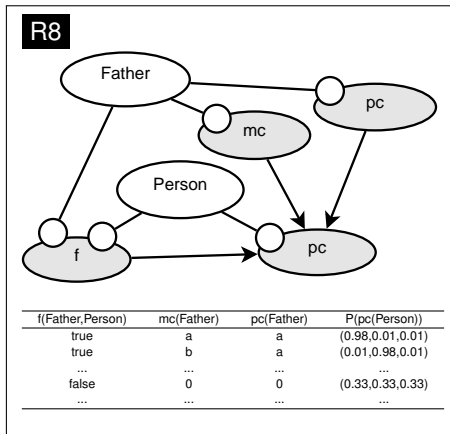 R8
Father
pc
mc
Person
f
pc
f(Father,Person) mc(Father) pc(Father) P(pc(Person))
true a a (0.98,0.01,0.01)
true b a (0.01,0.98,0.01)
... ... ... ...
false 0 0 (0.33,0.33,0.33)
... ... ... ...